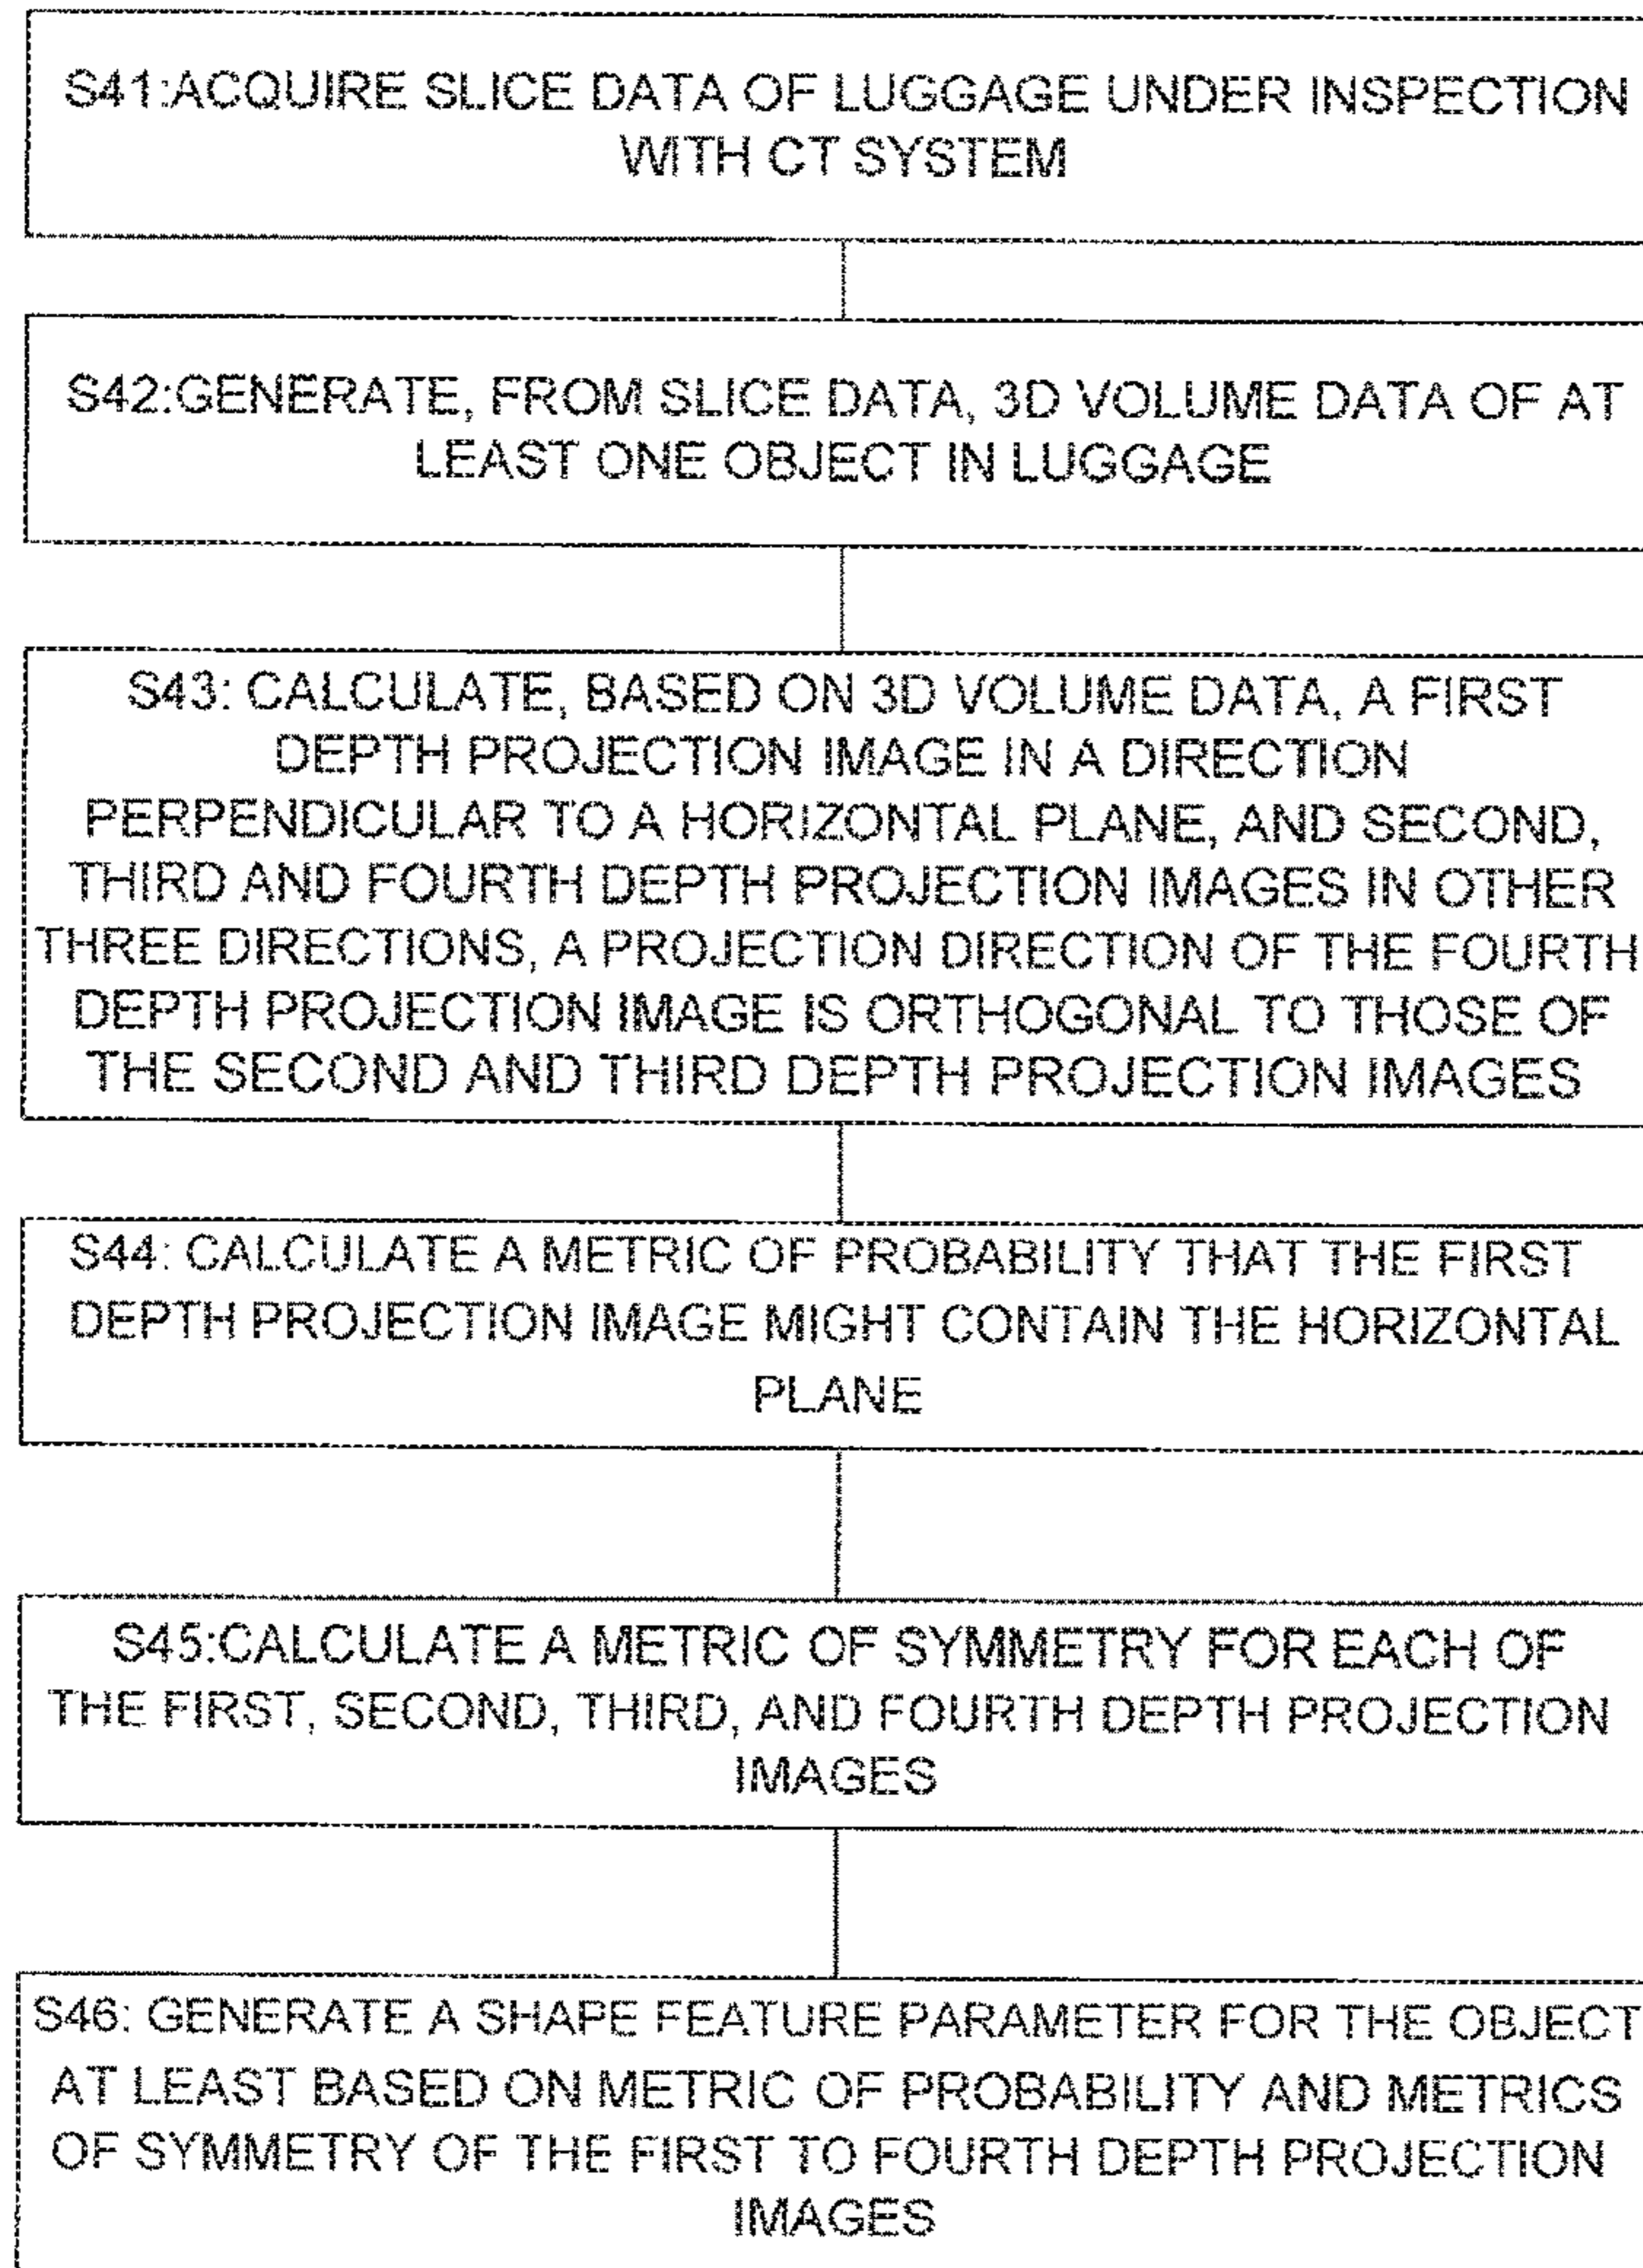 S41:ACQUIRE SLICE DATA OF LUGGAGE UNDER INSPECTION
WITH CT SYSTEM
S42:GENERATE, FROM SLICE DATA, 3D VOLUME DATA OF AT
LEAST ONE OBJECT IN LUGGAGE
S43: CALCULATE, BASED ON 3D VOLUME DATA, A FIRST
DEPTH PROJECTION IMAGE IN A DIRECTION
PERPENDICULAR TO A HORIZONTAL PLANE, AND SECOND,
THIRD AND FOURTH DEPTH PROJECTION IMAGES IN OTHER
THREE DIRECTIONS, A PROJECTION DIRECTION OF THE FOURTH
DEPTH PROJECTION IMAGE IS ORTHOGONAL TO THOSE OF
THE SECOND AND THIRD DEPTH PROJECTION IMAGES
S44: CALCULATE A METRIC OF PROBABILITY THAT THE FIRST
DEPTH PROJECTION IMAGE MIGHT CONTAIN THE HORIZONTAL
PLANE
S45:CALCULATE A METRIC OF SYMMETRY FOR EACH OF
THE FIRST, SECOND, THIRD, AND FOURTH DEPTH PROJECTION
IMAGES
S46: GENERATE A SHAPE FEATURE PARAMETER FOR THE OBJECT
AT LEAST BASED ON METRIC OF PROBABILITY AND METRICS
OF SYMMETRY OF THE FIRST TO FOURTH DEPTH PROJECTION
IMAGES